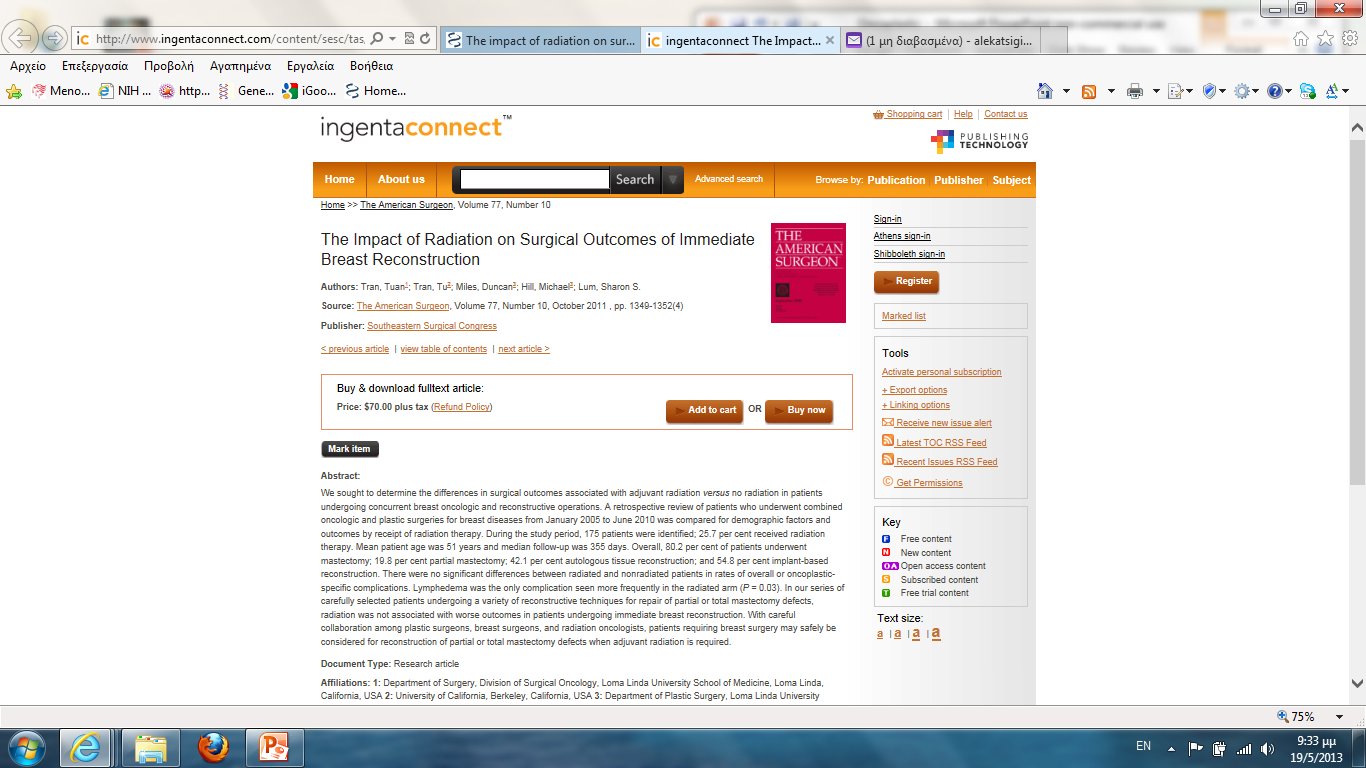 http://www.ingentaconnect.com/content/sesc/tas,
The impact of radiation on sur...
ingentaconnect The Impact...
(1 μη διαβασμένα) - alekatsigi...
Αρχείο Επεξεργασία Προβολή Αγαπημένα Εργαλεία Βοήθεια
Meno... NIH ... http... Gene... iGoo... Home...
ingentaconnect™
Shopping cart | Help | Contact us
PUBLISHING
TECHNOLOGY
Home About us Search Advanced search Browse by: Publication Publisher Subject
Home >> The American Surgeon, Volume 77, Number 10
The Impact of Radiation on Surgical Outcomes of Immediate
Breast Reconstruction
THE
AMERICAN
SURGEON
Authors: Tran, Tuan1; Tran, Tu2; Miles, Duncan3; Hill, Michael3; Lum, Sharon S.
Source: The American Surgeon, Volume 77, Number 10, October 2011 , pp. 1349-1352(4)
Publisher: Southeastern Surgical Congress
< previous article | view table of contents | next article >
Buy & download fulltext article:
Price: $70.00 plus tax (Refund Policy)
Add to cart OR Buy now
Mark item
Abstract:
We sought to determine the differences in surgical outcomes associated with adjuvant radiation versus no radiation in patients
undergoing concurrent breast oncologic and reconstructive operations. A retrospective review of patients who underwent combined
oncologic and plastic surgeries for breast diseases from January 2005 to June 2010 was compared for demographic factors and
outcomes by receipt of radiation therapy. During the study period, 175 patients were identified; 25.7 per cent received radiation
therapy. Mean patient age was 51 years and median follow-up was 355 days. Overall, 80.2 per cent of patients underwent
mastectomy; 19.8 per cent partial mastectomy; 42.1 per cent autologous tissue reconstruction; and 54.8 per cent implant-based
reconstruction. There were no significant differences between radiated and nonradiated patients in rates of overall or oncoplastic-
specific complications. Lymphedema was the only complication seen more frequently in the radiated arm (P = 0.03). In our series of
carefully selected patients undergoing a variety of reconstructive techniques for repair of partial or total mastectomy defects,
radiation was not associated with worse outcomes in patients undergoing immediate breast reconstruction. With careful
collaboration among plastic surgeons, breast surgeons, and radiation oncologists, patients requiring breast surgery may safely be
considered for reconstruction of partial or total mastectomy defects when adjuvant radiation is required.
Document Type: Research article
Affiliations: 1: Department of Surgery, Division of Surgical Oncology, Loma Linda University School of Medicine, Loma Linda,
California, USA 2: University of California, Berkeley, California, USA 3: Department of Plastic Surgery, Loma Linda University
Sign-in
Athens sign-in
Shibboleth sign-in
Register
Marked list
Tools
Activate personal subscription
+ Export options
+ Linking options
Receive new issue alert
Latest TOC RSS Feed
Recent Issues RSS Feed
Get Permissions
Key
F Free content
N New content
OA Open access content
S Subscribed content
T Free trial content
Text size:
a | a | a | a
75%
EN
9:33 μμ
19/5/2013